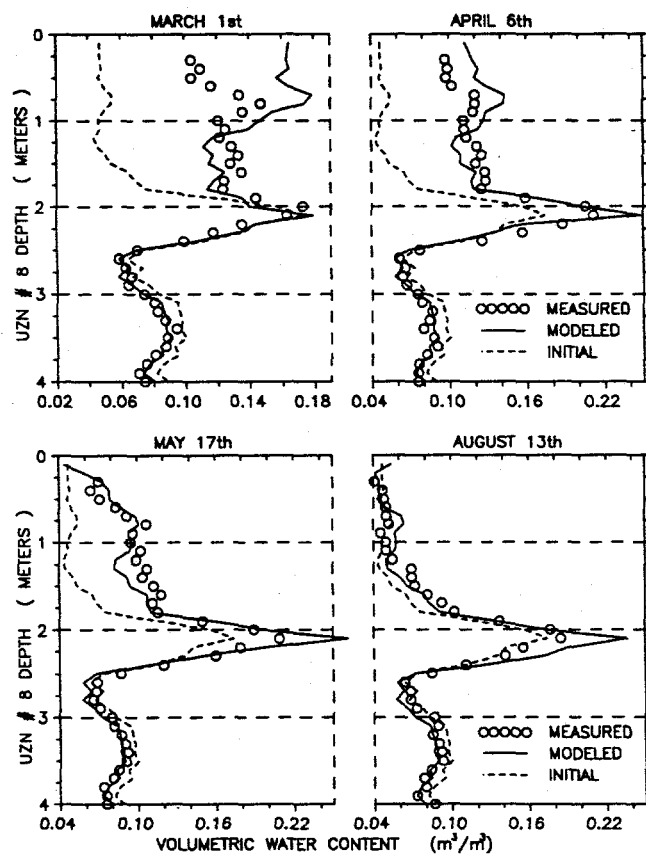 MARCH 1st
APRIL 6th
0
1
2
3
4
UZN # 8 DEPTH ( METERS )
0.02 0.06 0.10 0.14 0.18
0.04 0.10 0.16 0.22
OOOOO MEASURED
MODELED
INITIAL
MAY 17th
AUGUST 13th
0
1
2
3
4
UZN # 8 DEPTH ( METERS )
0.04 0.10 0.16 0.22
0.04 0.10 0.16 0.22
OOOOO MEASURED
MODELED
INITIAL
VOLUMETRIC WATER CONTENT (m³/m³)